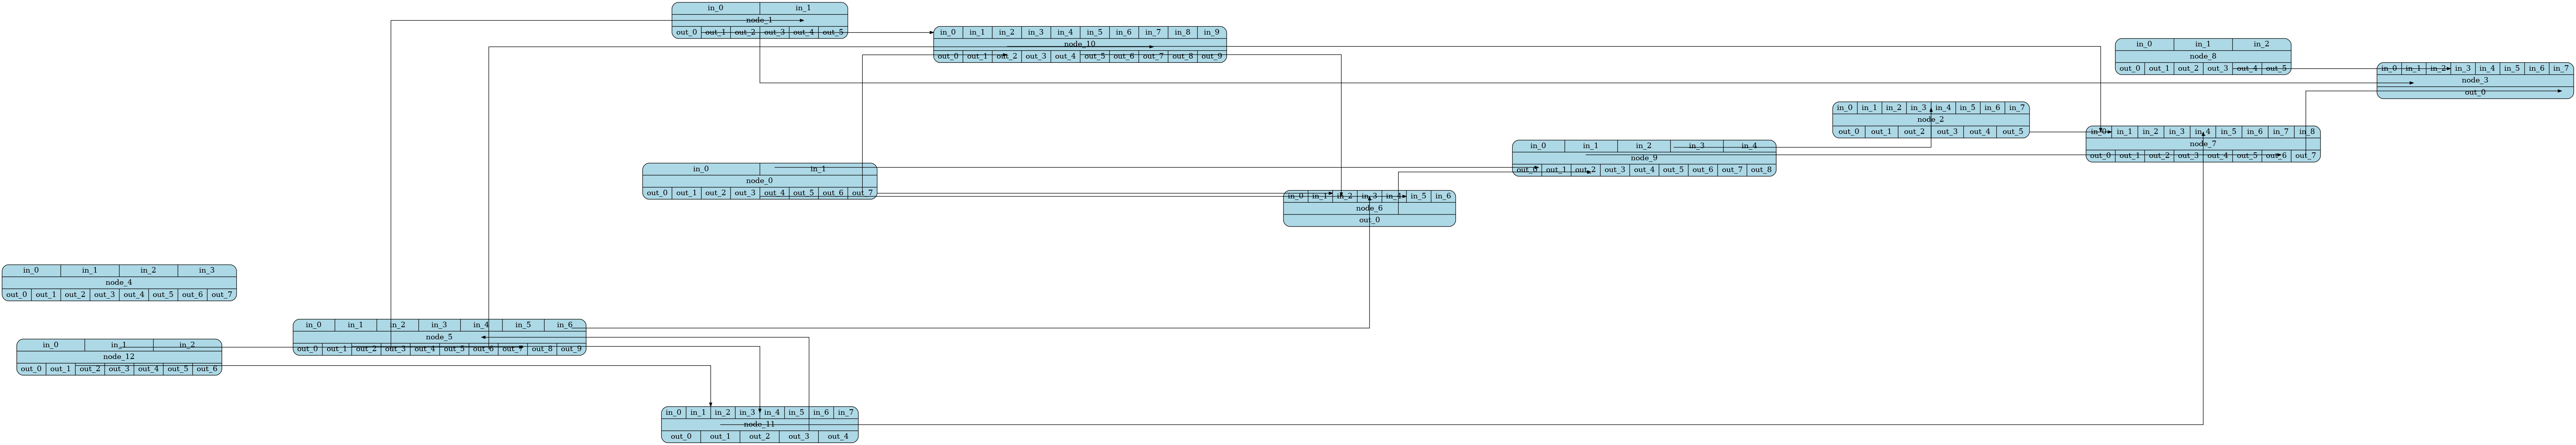 in_0 in_1
node_1
out_0 out_1 out_2 out_3 out_4 out_5
in_0 in_1 in_2 in_3 in_4 in_5 in_6 in_7 in_8 in_9
node_10
out_0 out_1 out_2 out_3 out_4 out_5 out_6 out_7 out_8 out_9
in_0 in_1 in_2
node_8
out_0 out_1 out_2 out_3 out_4 out_5
in_0 in_1 in_2 in_3 in_4 in_5 in_6 in_7
node_3
out_0
in_0 in_1 in_2 in_3 in_4 in_5 in_6 in_7
node_2
out_0 out_1 out_2 out_3 out_4 out_5
in_0 in_1 in_2 in_3 in_4 in_5 in_6 in_7 in_8
node_7
out_0 out_1 out_2 out_3 out_4 out_5 out_6 out_7
in_0 in_1 in_2 in_3 in_4
node_9
out_0 out_1 out_2 out_3 out_4 out_5 out_6 out_7 out_8
in_0 in_1
node_0
out_0 out_1 out_2 out_3 out_4 out_5 out_6 out_7
in_0 in_1 in_2 in_3 in_4 in_5 in_6
node_6
out_0
in_0 in_1 in_2 in_3
node_4
out_0 out_1 out_2 out_3 out_4 out_5 out_6 out_7
in_0 in_1 in_2 in_3 in_4 in_5 in_6
node_5
out_0 out_1 out_2 out_3 out_4 out_5 out_6 out_7 out_8 out_9
in_0 in_1 in_2
node_12
out_0 out_1 out_2 out_3 out_4 out_5 out_6
in_0 in_1 in_2 in_3 in_4 in_5 in_6 in_7
node_11
out_0 out_1 out_2 out_3 out_4